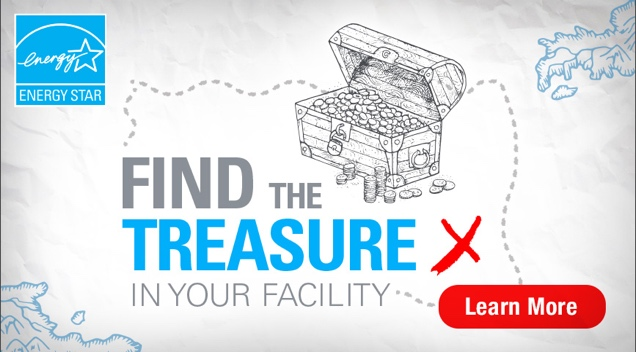 energy
ENERGY STAR
FIND THE
TREASURE X
IN YOUR FACILITY
Learn More